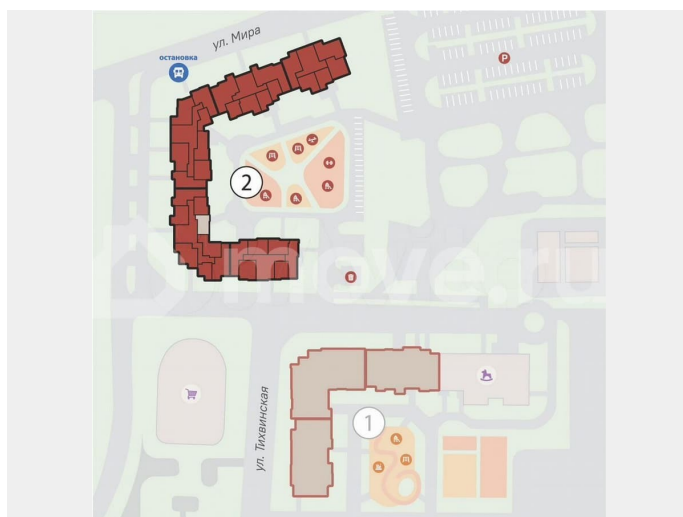 ул. Мира
остановка
P
2
move.ru
ул. Тихвинская
1